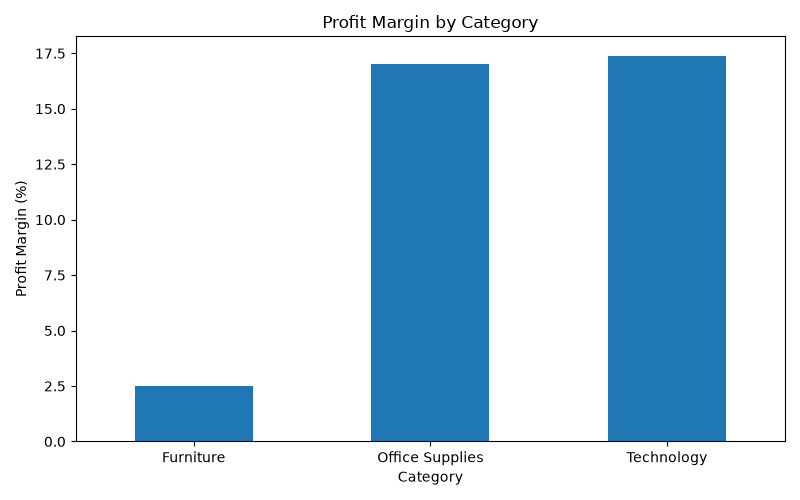 Profit Margin by Category
Profit Margin (%)
17.5
15.0
12.5
10.0
7.5
5.0
2.5
0.0
Furniture Office Supplies Technology
Category